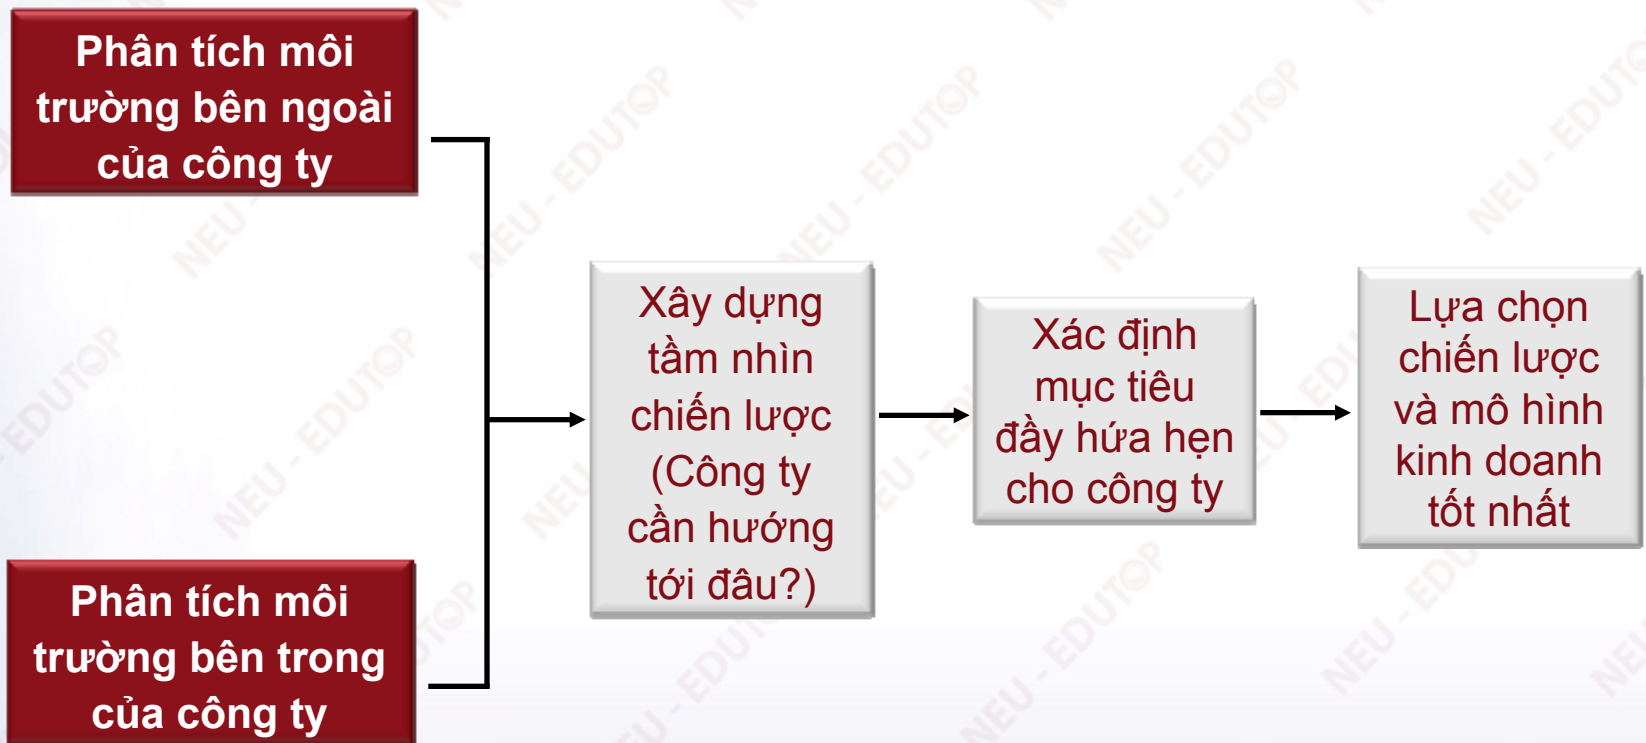 Phân tích môi
trường bên ngoài
của công ty
Phân tích môi
trường bên trong
của công ty
Xây dựng
tầm nhìn
chiến lược
(Công ty
cần hướng
tới đâu?)
Xác định
mục tiêu
đầy hứa hẹn
cho công ty
Lựa chọn
chiến lược
và mô hình
kinh doanh
tốt nhất
NEU - EDUTOP